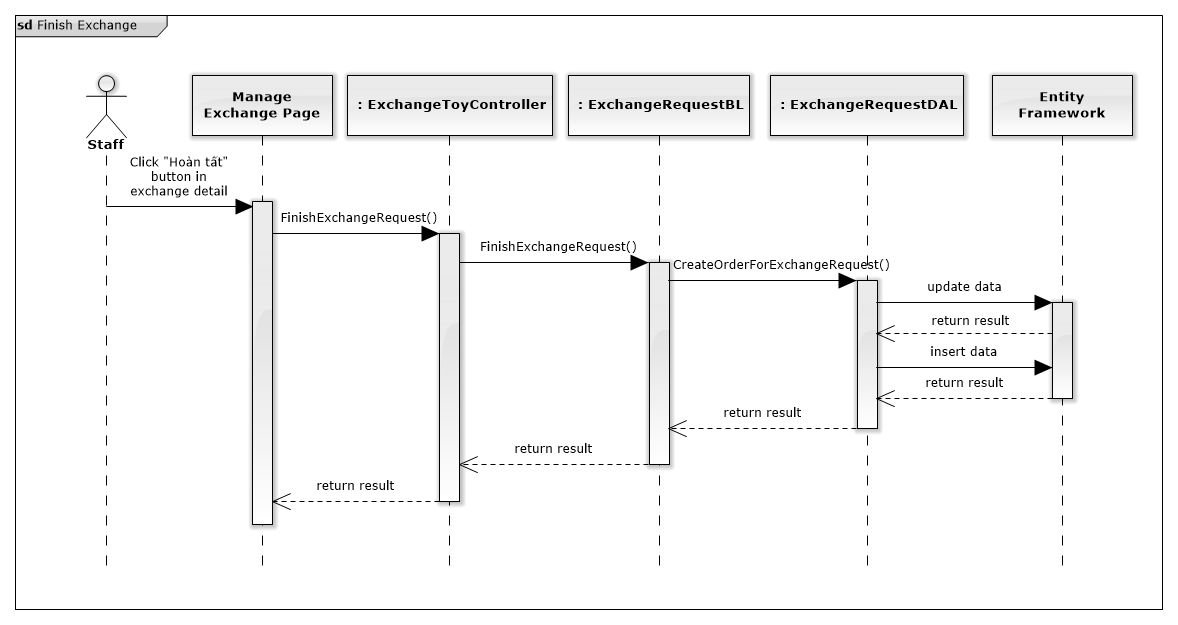 sd Finish Exchange
Staff
Manage
Exchange Page
: ExchangeToyController
: ExchangeRequestBL
: ExchangeRequestDAL
Entity
Framework
Click "Hoàn tất"
button in
exchange detail
FinishExchangeRequest()
FinishExchangeRequest()
CreateOrderForExchangeRequest()
update data
return result
insert data
return result
return result
return result
return result